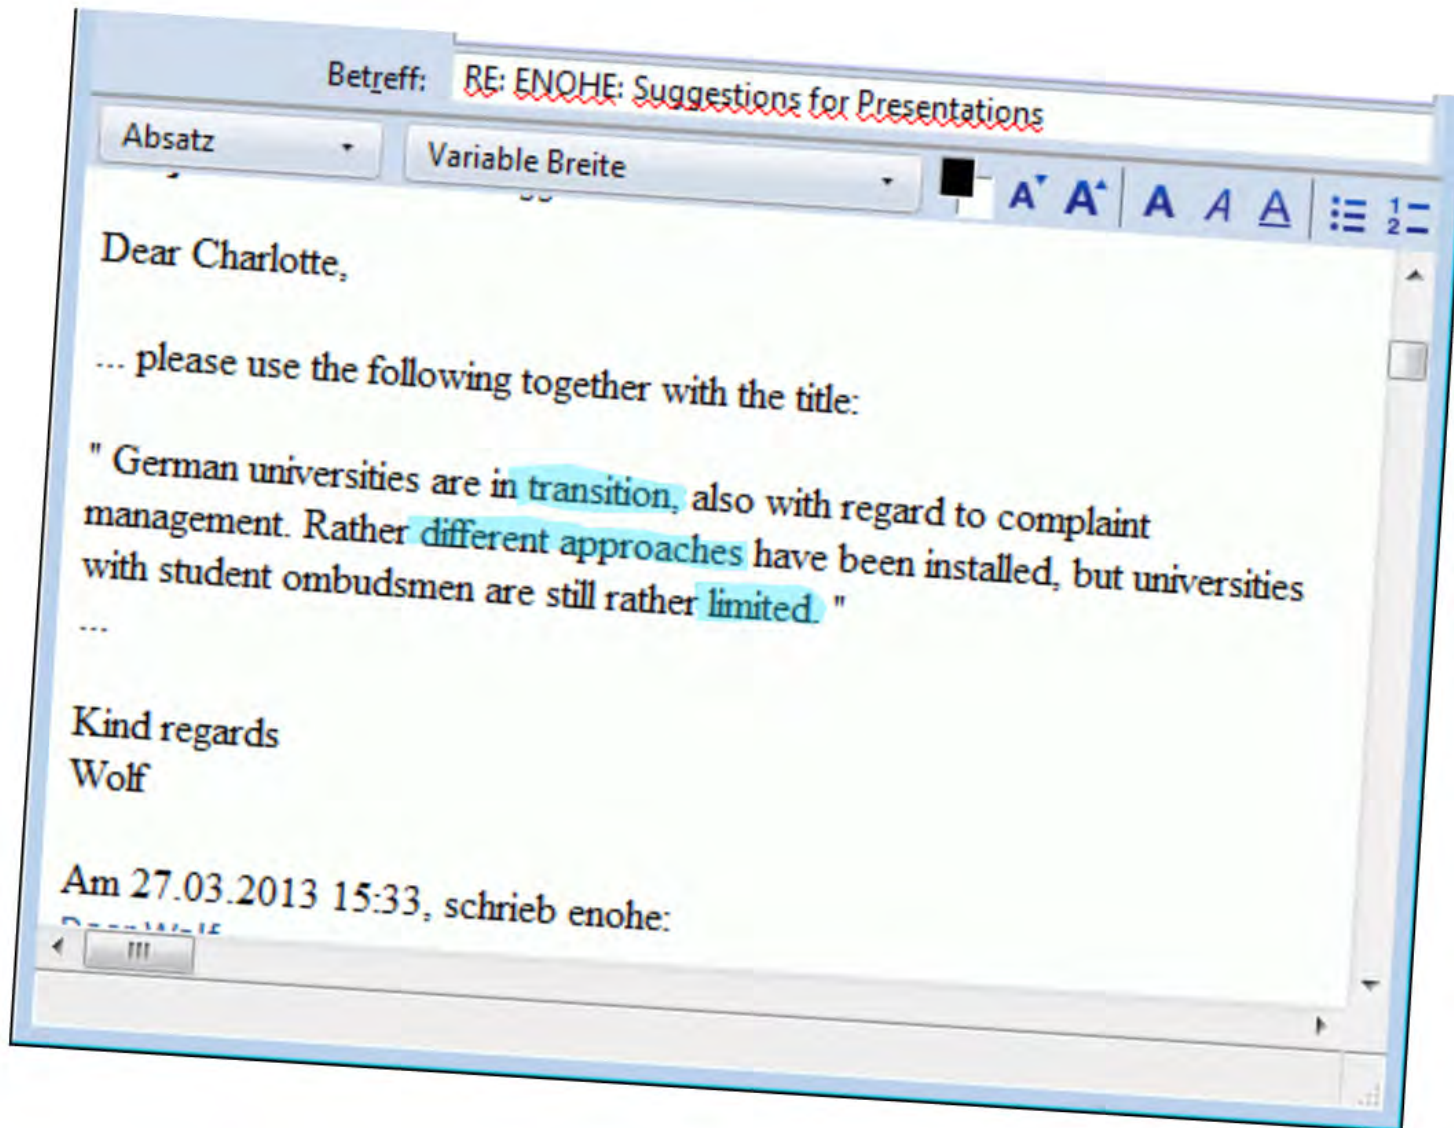 Betreff: RE: ENOHE: Suggestions for Presentations
Absatz Variable Breite
Dear Charlotte,
... please use the following together with the title:
" German universities are in transition, also with regard to complaint
management. Rather different approaches have been installed, but universities
with student ombudsmen are still rather limited. "
...
Kind regards
Wolf
Am 27.03.2013 15:33, schrieb enohe: